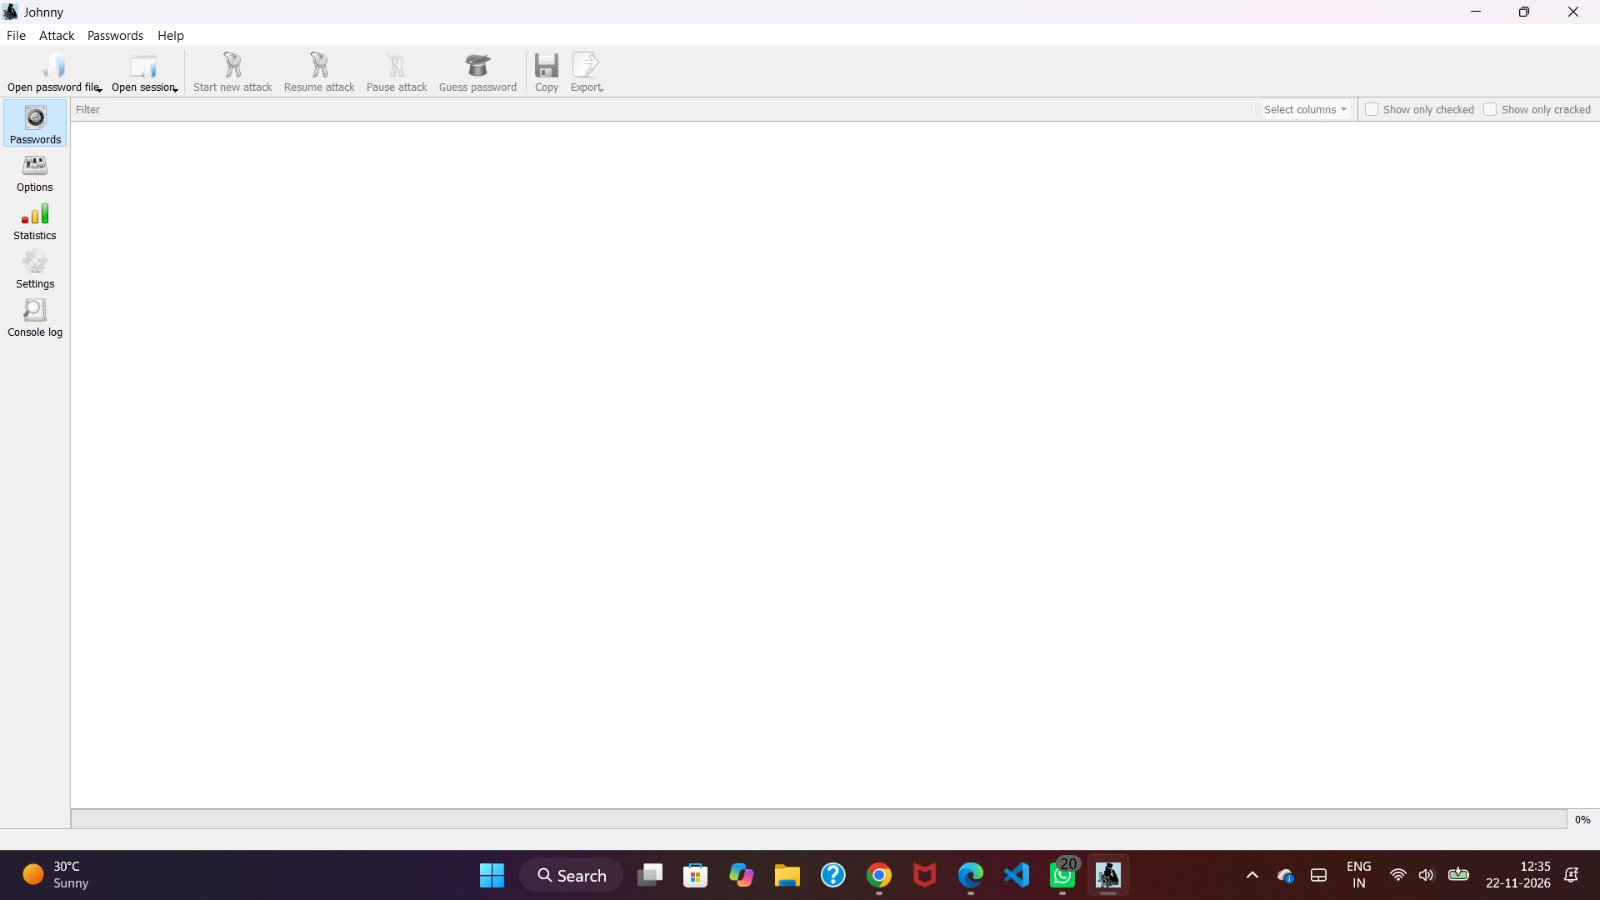 Johnny
File Attack Passwords Help
Open password file Open session Start new attack Resume attack Pause attack Guess password Copy Export
Filter Select columns Show only checked Show only cracked
Passwords
Options
Statistics
Settings
Console log
0%
30°C
Sunny
Search
20
ENG
IN
12:35
22-11-2026